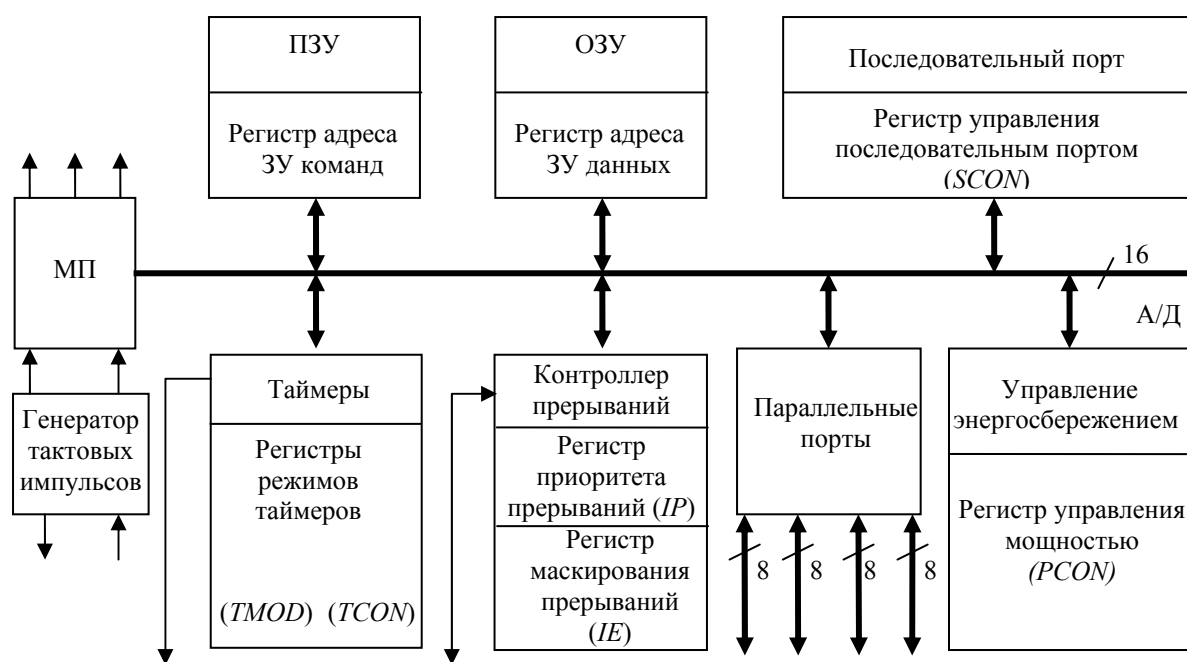 ПЗУ
Регистр адреса
ЗУ команд
ОЗУ
Регистр адреса
ЗУ данных
Последовательный порт
Регистр управления
последовательным портом
(SCON)
МП
16
А/Д
Генератор
тактовых
импульсов
Таймеры
Регистры
режимов
таймеров
(TMOD) (TCON)
Контроллер
прерываний
Регистр
приоритета
прерываний (IP)
Регистр
маскирования
прерываний
(IE)
Параллельные
порты
8
8
8
8
Управление
энергосбережением
Регистр управления
мощностью
(PCON)